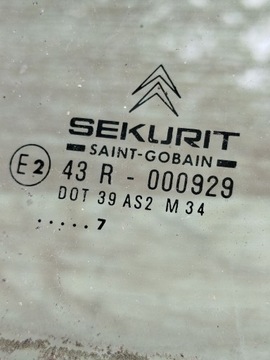 SEKURIT
SAINT-GOBAIN
E2 43 R - 000929
DOT 39 AS2 M 34
.....7